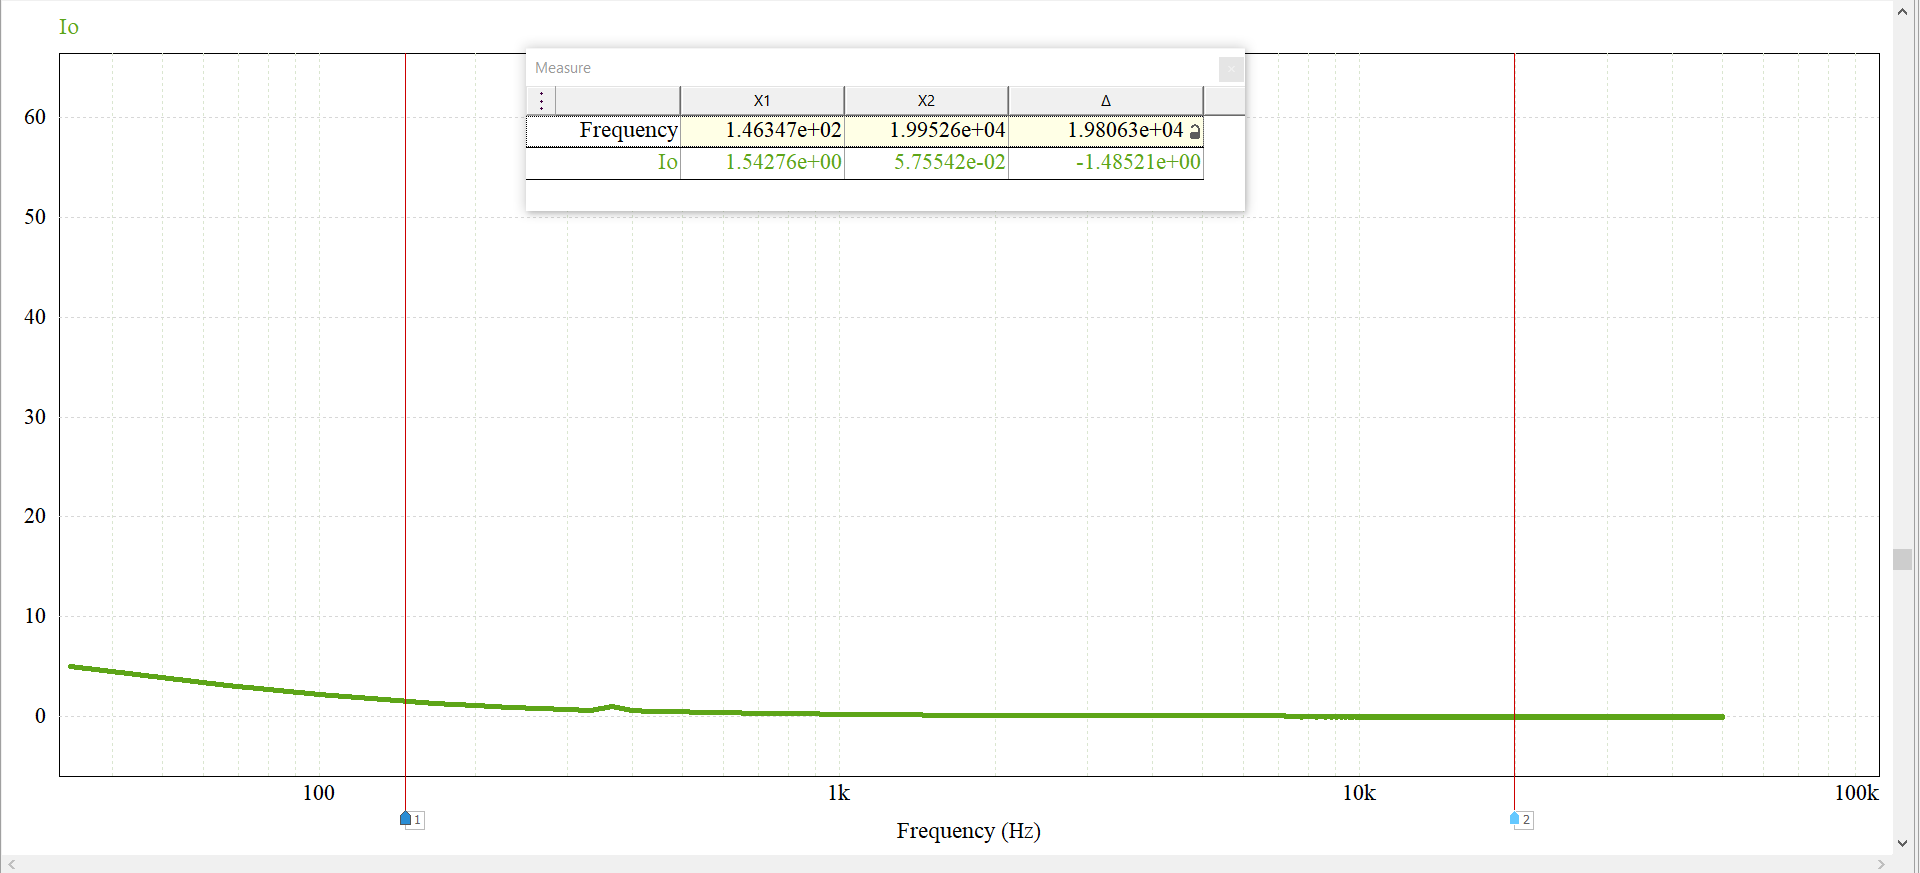 Io
Measure
X1 X2 Δ
Frequency 1.46347e+02 1.99526e+04 1.98063e+04
Io 1.54276e+00 5.75542e-02 -1.48521e+00
60
50
40
30
20
10
0
100 1k 10k 100k
1 2
Frequency (Hz)